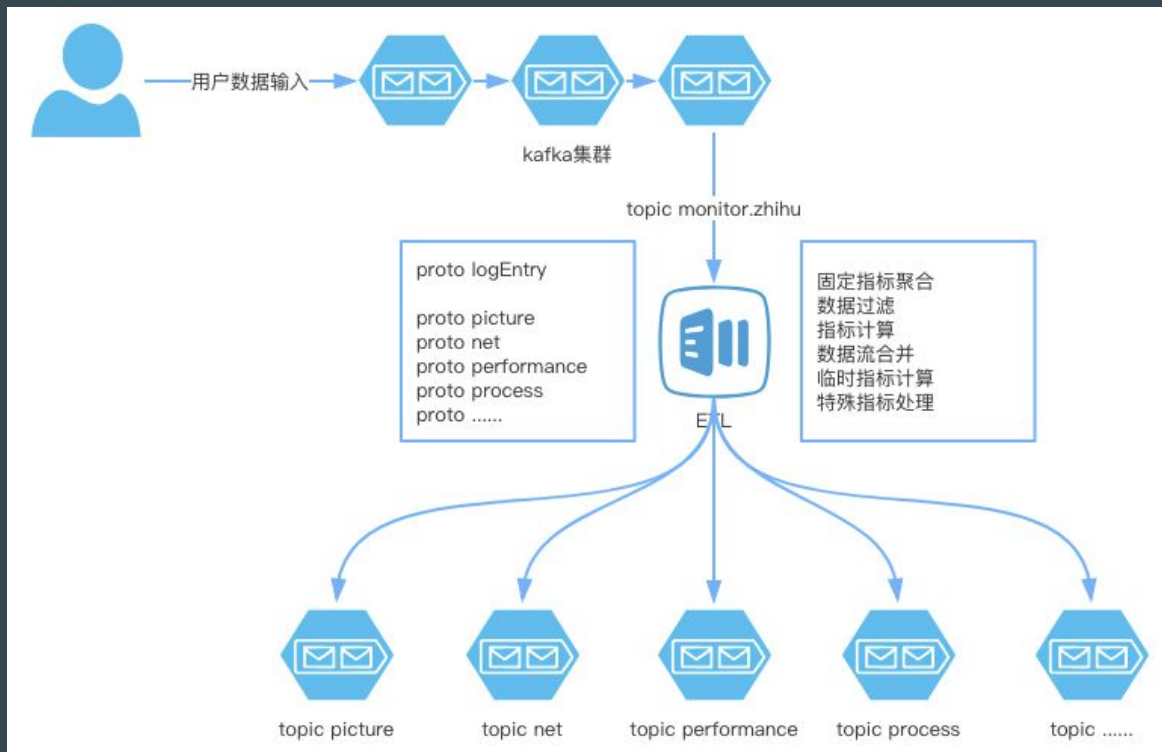 用户数据输入
kafka集群
topic monitor.zhihu
proto logEntry
proto picture
proto net
proto performance
proto process
proto ......
固定指标聚合
数据过滤
指标计算
数据流合并
临时指标计算
特殊指标处理
ETL
topic picture
topic net
topic performance
topic process
topic ......